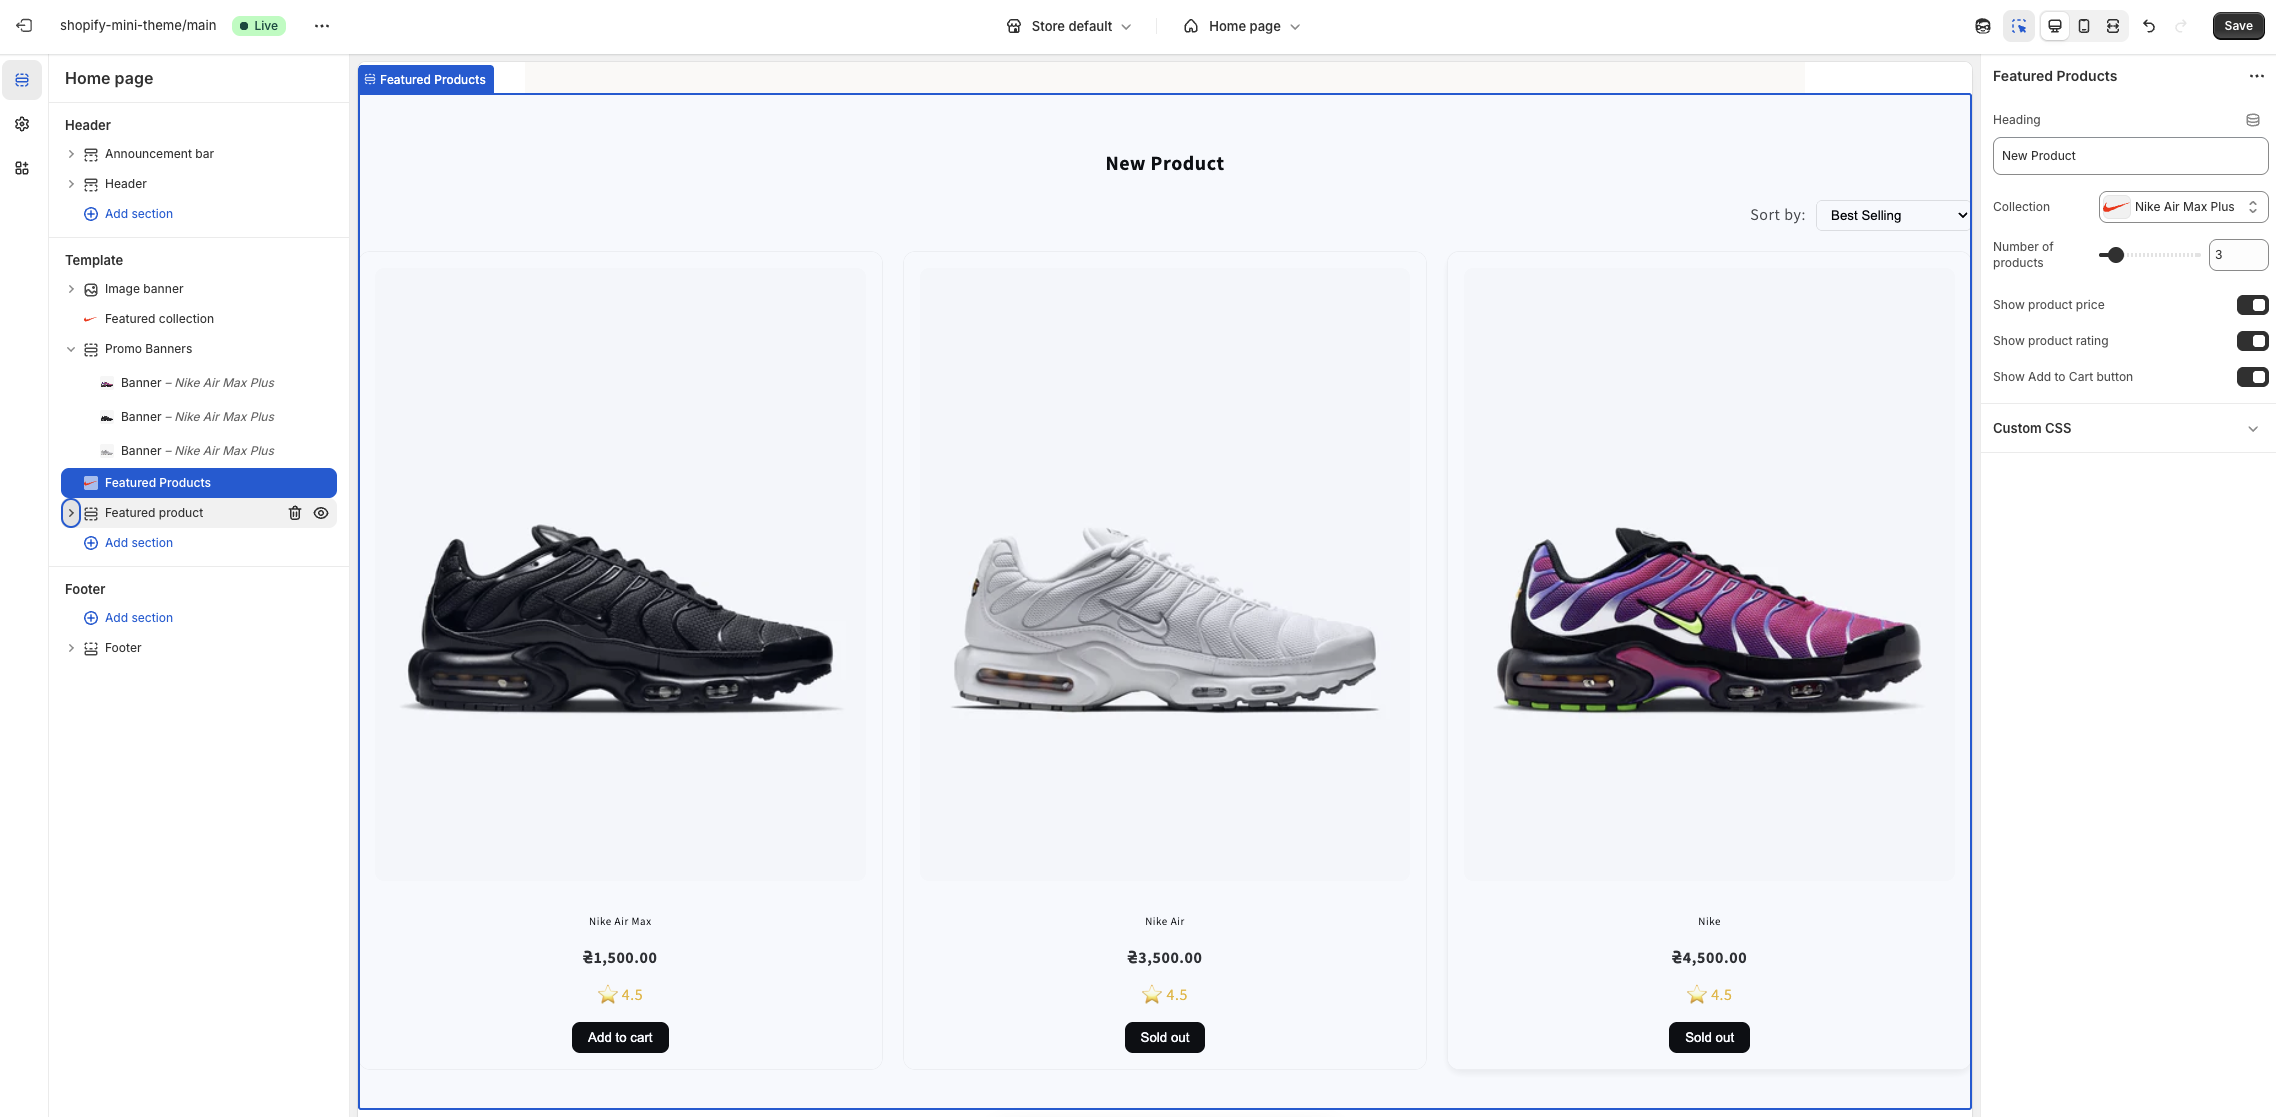 shopify-mini-theme/main
Live
Store default
Home page
Save
Home page
Header
Announcement bar
Header
Add section
Template
Image banner
Featured collection
Promo Banners
Banner – Nike Air Max Plus
Banner – Nike Air Max Plus
Banner – Nike Air Max Plus
Featured Products
Featured product
Add section
Footer
Add section
Footer
Featured Products
New Product
Sort by:
Best Selling
Nike Air Max
₴1,500.00
4.5
Add to cart
Nike Air
₴3,500.00
4.5
Sold out
Nike
₴4,500.00
4.5
Sold out
Featured Products
Heading
New Product
Collection
Nike Air Max Plus
Number of
products
3
Show product price
Show product rating
Show Add to Cart button
Custom CSS